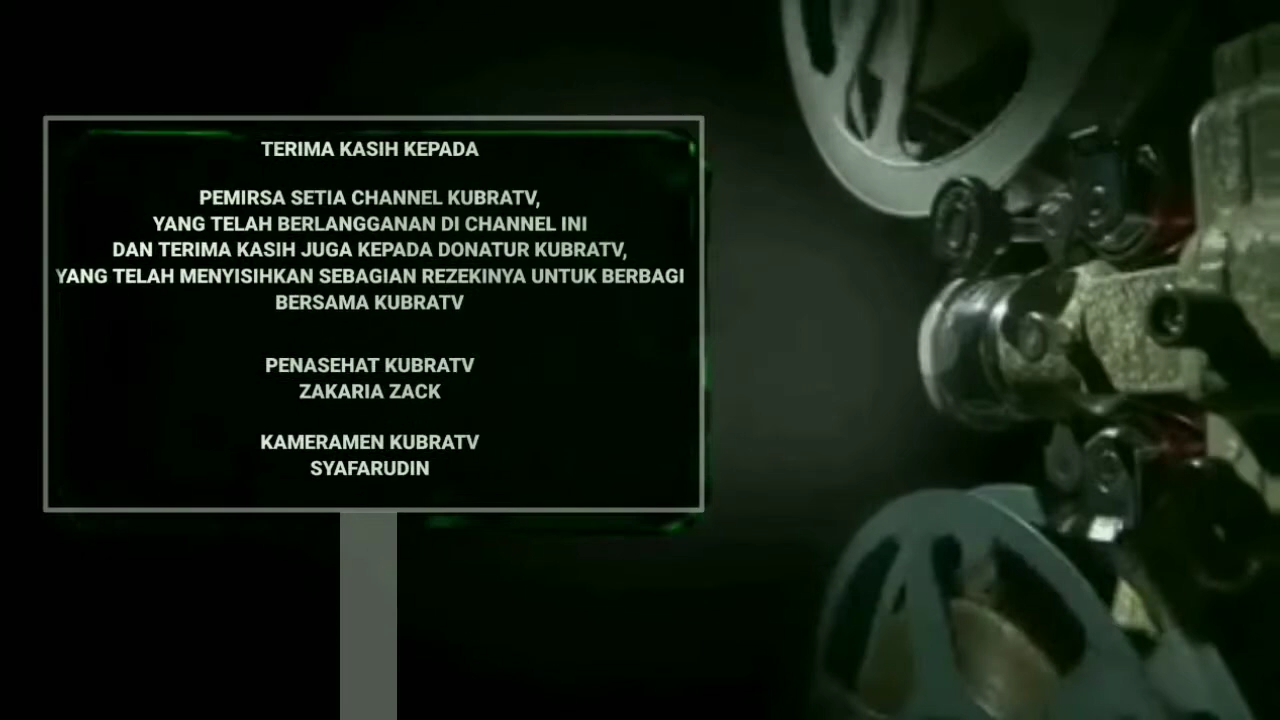 TERIMA KASIH KEPADA
PEMIRSA SETIA CHANNEL KUBRATV,
YANG TELAH BERLANGGANAN DI CHANNEL INI
DAN TERIMA KASIH JUGA KEPADA DONATUR KUBRATV,
YANG TELAH MENYISIHKAN SEBAGIAN REZEKINYA UNTUK BERBAGI
BERSAMA KUBRATV
PENASEHAT KUBRATV
ZAKARIA ZACK
KAMERAMEN KUBRATV
SYAFARUDIN